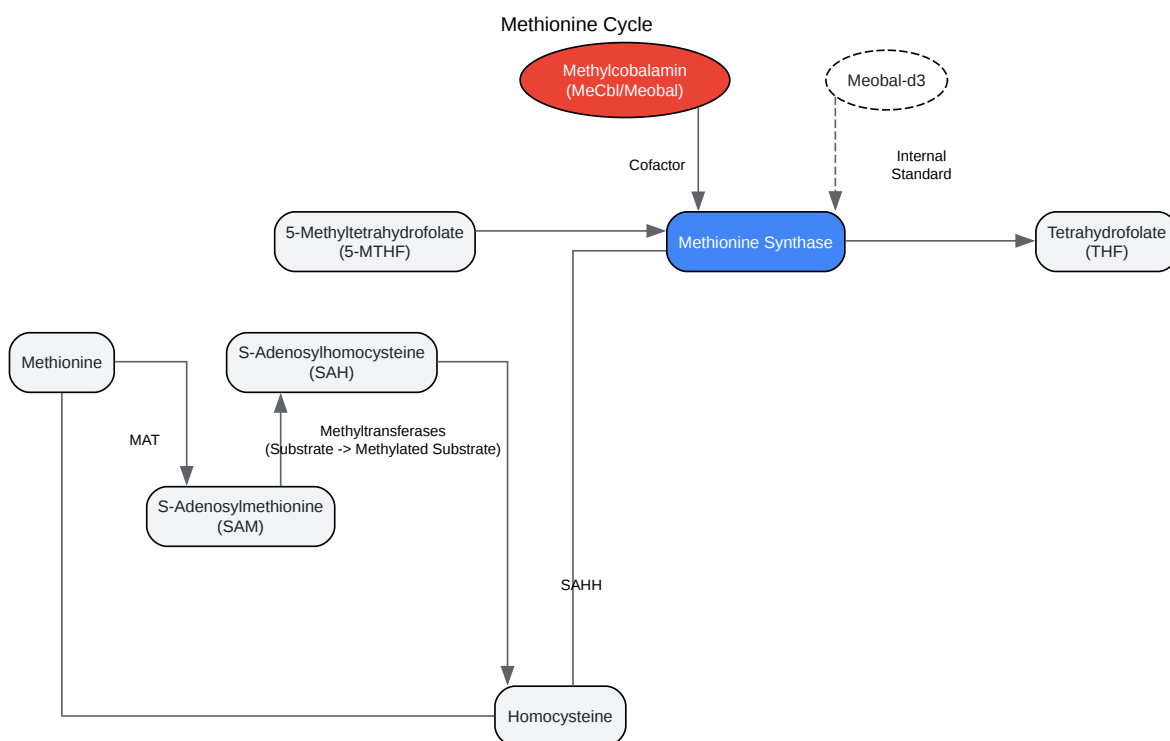 Methionine Cycle
Methylcobalamin
(MeCbl/Meobal)
Meobal-d3
Cofactor
Internal
Standard
5-Methyltetrahydrofolate
(5-MTHF)
Methionine Synthase
Tetrahydrofolate
(THF)
Methionine
S-Adenosylhomocysteine
(SAH)
MAT
Methyltransferases
(Substrate -> Methylated Substrate)
S-Adenosylmethionine
(SAM)
SAHH
Homocysteine